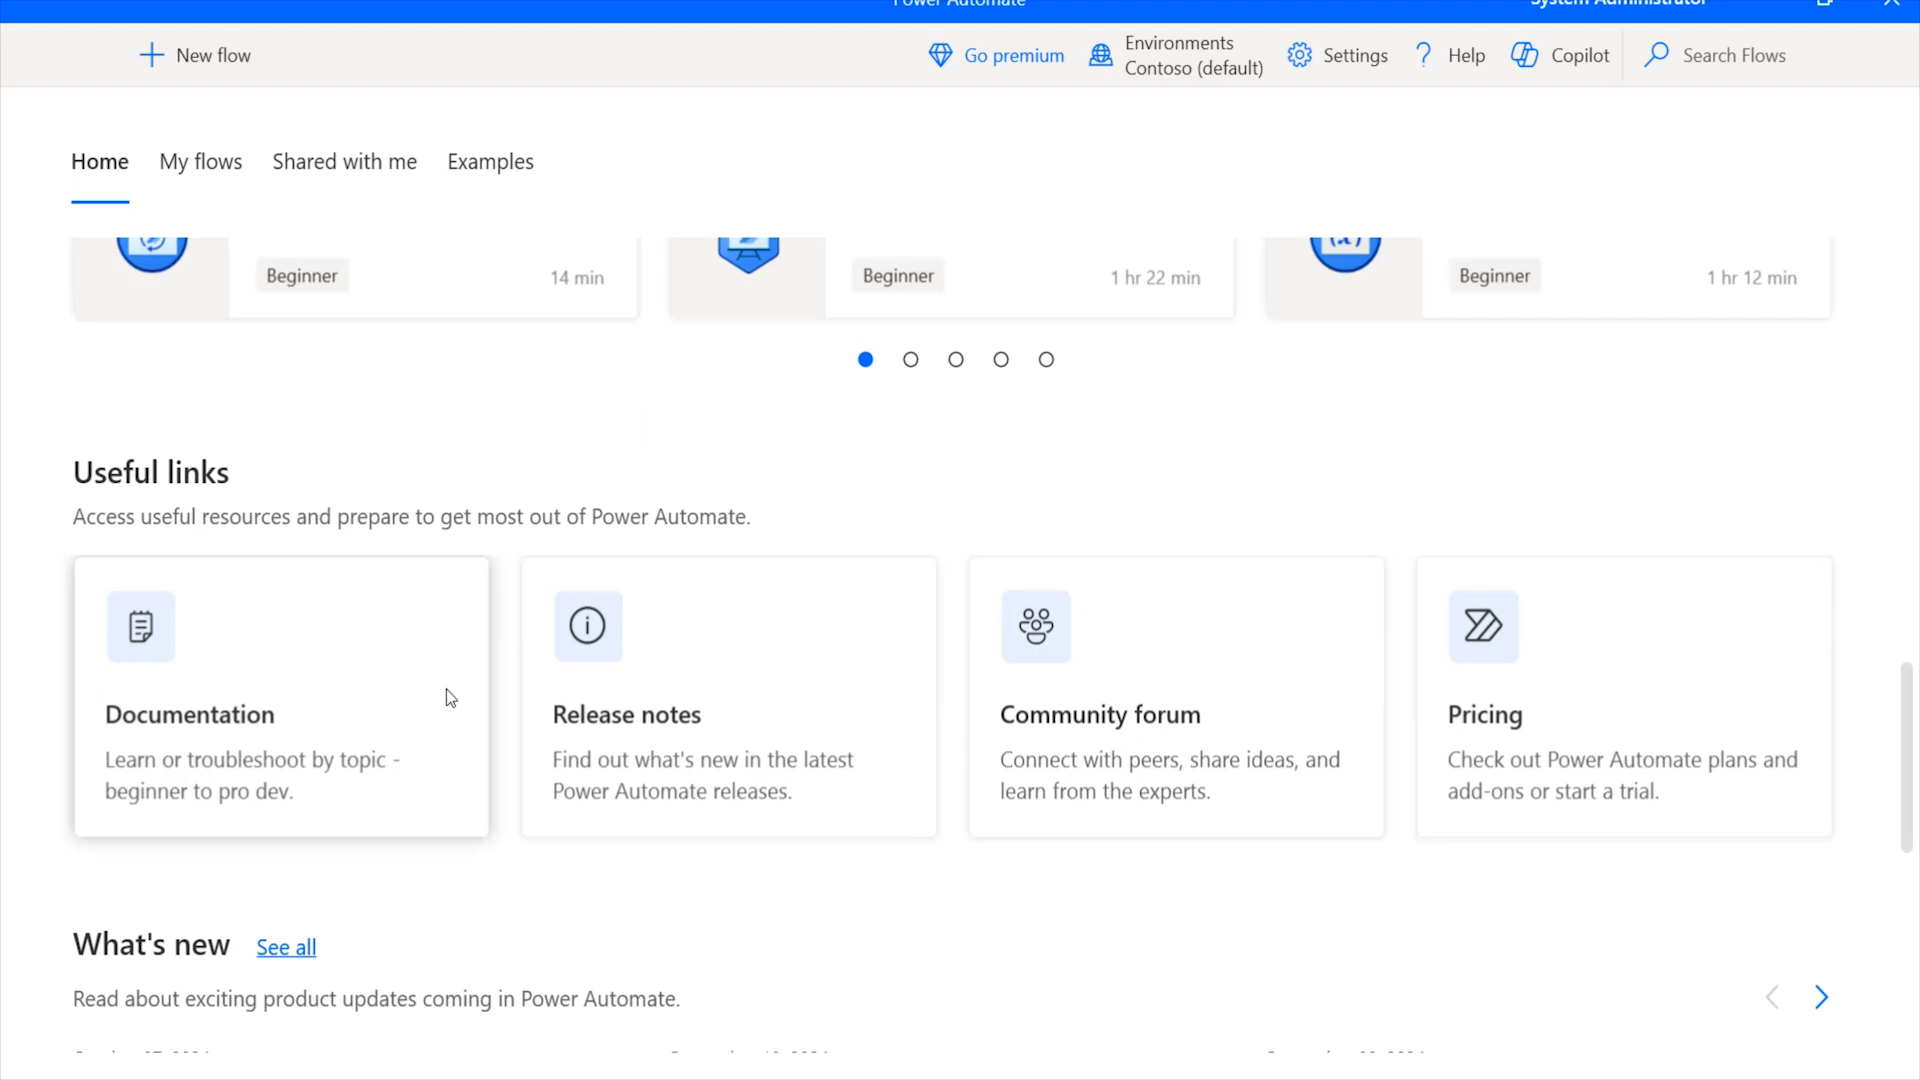 Power Automate
System Administrator
New flow
Go premium
Environments
Contoso (default)
Settings
Help
Copilot
Search Flows
Home
My flows
Shared with me
Examples
Beginner
14 min
Beginner
1 hr 22 min
(x)
Beginner
1 hr 12 min
Useful links
Access useful resources and prepare to get most out of Power Automate.
Documentation
Learn or troubleshoot by topic -
beginner to pro dev.
Release notes
Find out what's new in the latest
Power Automate releases.
Community forum
Connect with peers, share ideas, and
learn from the experts.
Pricing
Check out Power Automate plans and
add-ons or start a trial.
What's new
See all
Read about exciting product updates coming in Power Automate.